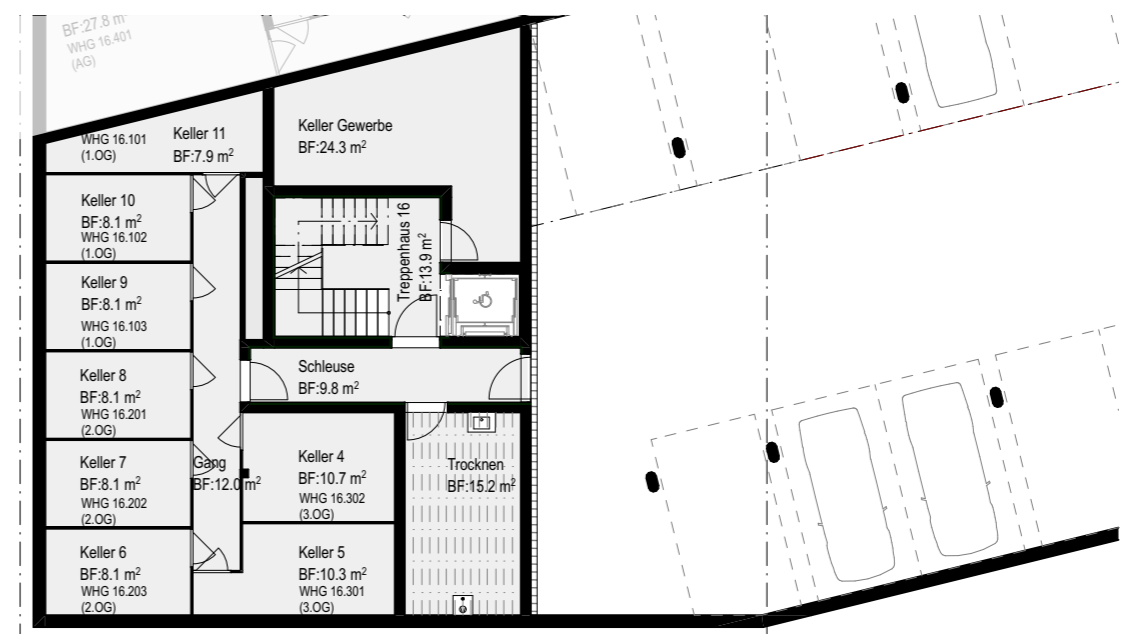 BF:27.8 m²
WHG 16.401
(AG)
WHG 16.101
(1.OG)
Keller 11
BF:7.9 m²
Keller Gewerbe
BF:24.3 m²
Keller 10
BF:8.1 m²
WHG 16.102
(1.OG)
Treppenhaus 16
BF:13.9 m²
Keller 9
BF:8.1 m²
WHG 16.103
(1.OG)
Keller 8
BF:8.1 m²
WHG 16.201
(2.OG)
Schleuse
BF:9.8 m²
Keller 7
BF:8.1 m²
WHG 16.202
(2.OG)
Gang
BF:12.0 m²
Keller 4
BF:10.7 m²
WHG 16.302
(3.OG)
Trocknen
BF:15.2 m²
Keller 6
BF:8.1 m²
WHG 16.203
(2.OG)
Keller 5
BF:10.3 m²
WHG 16.301
(3.OG)